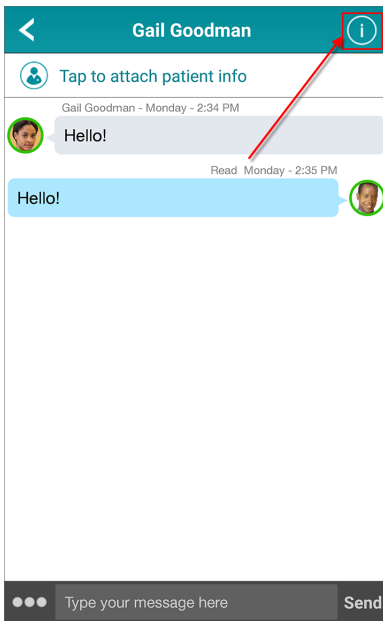 Gail Goodman
i
Tap to attach patient info
Gail Goodman - Monday - 2:34 PM
Hello!
Read Monday - 2:35 PM
Hello!
Type your message here
Send